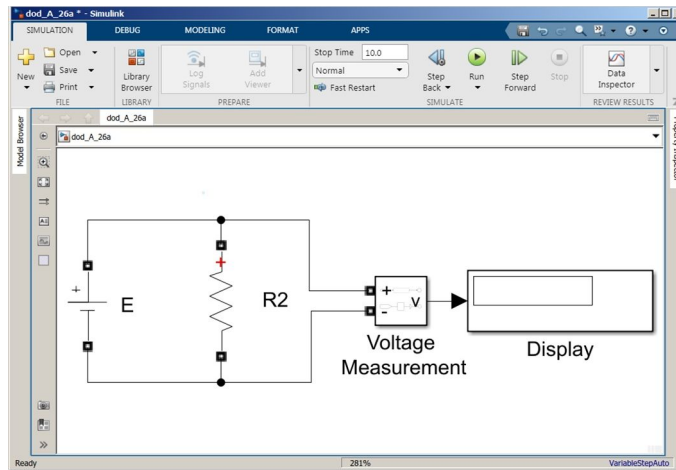 dod_A_26a * - Simulink
SIMULATION DEBUG MODELING FORMAT APPS
New
Open
Save
Print
FILE
Library
Browser
LIBRARY
Log
Signals
Add
Viewer
PREPARE
Stop Time 10.0
Normal
Fast Restart
Step
Back
Run
Step
Forward
Stop
SIMULATE
Data
Inspector
REVIEW RESULTS
Model Browser
dod_A_26a
dod_A_26a
+
E
+
R2
+
-
v
Voltage
Measurement
Display
Ready 281% VariableStepAuto